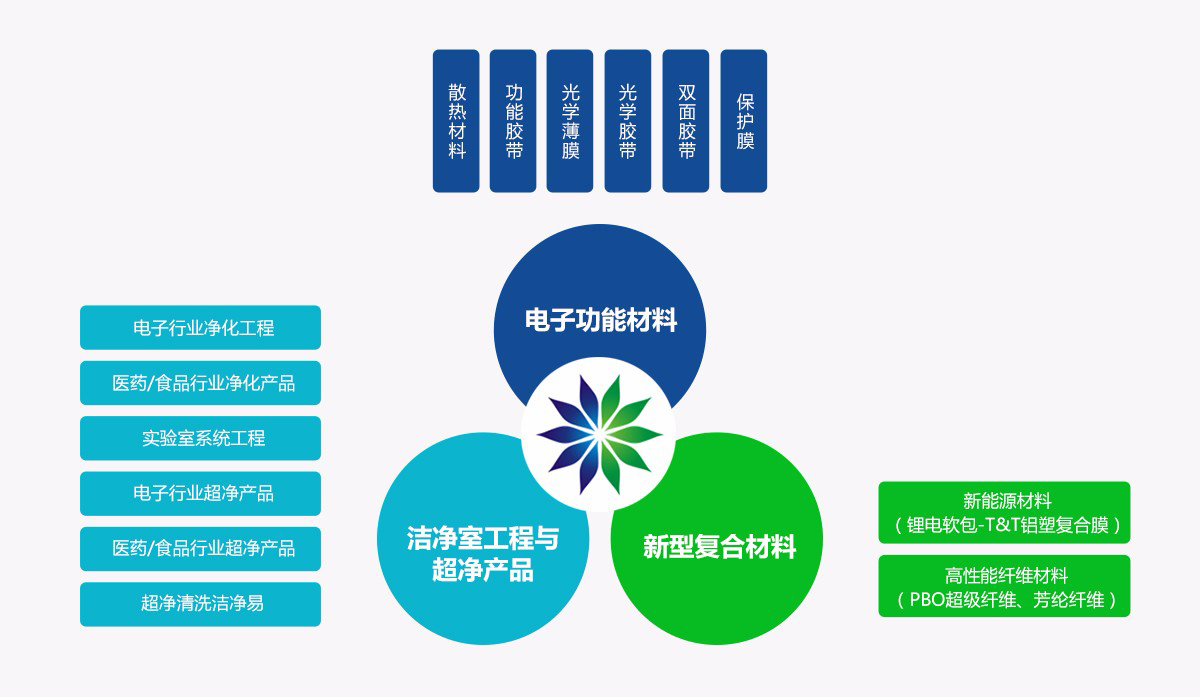 散热材料
功能胶带
光学薄膜
光学胶带
双面胶带
保护膜
电子功能材料
电子行业净化工程
医药/食品行业净化产品
实验室系统工程
电子行业超净产品
医药/食品行业超净产品
超净清洗洁净易
洁净室工程与
超净产品
新型复合材料
新能源材料
（锂电软包-T&T铝塑复合膜）
高性能纤维材料
（PBO超级纤维、芳纶纤维）